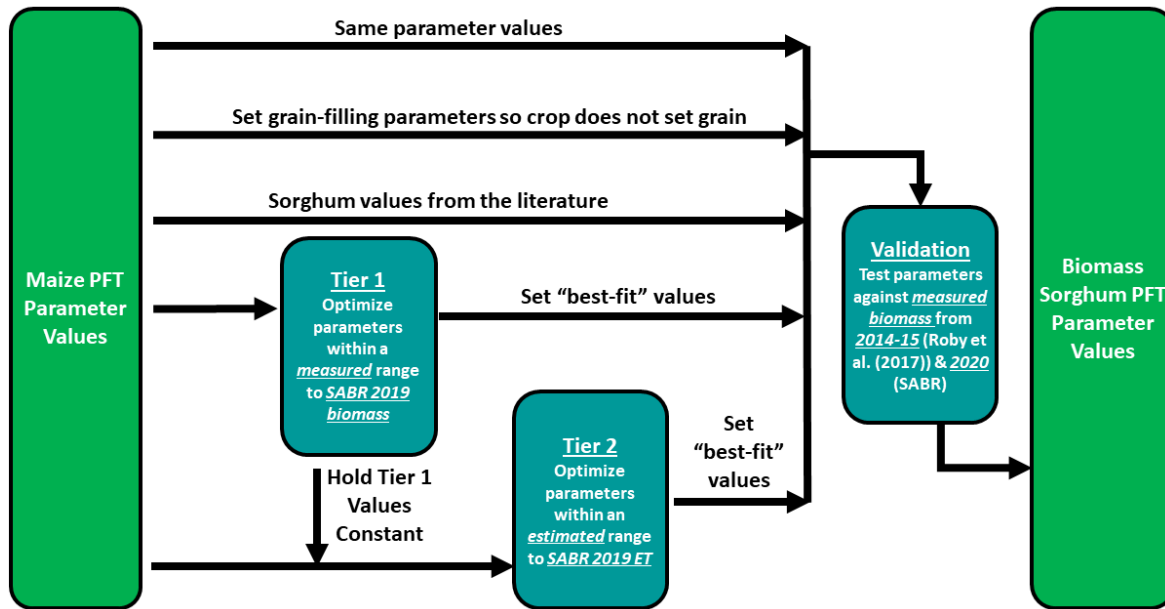 Maize PFT
Parameter
Values
Same parameter values
Set grain-filling parameters so crop does not set grain
Sorghum values from the literature
Tier 1
Optimize
parameters
within a
measured range
to SABR 2019
biomass
Set “best-fit” values
Hold Tier 1
Values
Constant
Tier 2
Optimize
parameters
within an
estimated range
to SABR 2019 ET
Set
“best-fit”
values
Validation
Test parameters
against measured
biomass from
2014-15 (Roby
et al. (2017)) & 2020
(SABR)
Biomass
Sorghum PFT
Parameter
Values